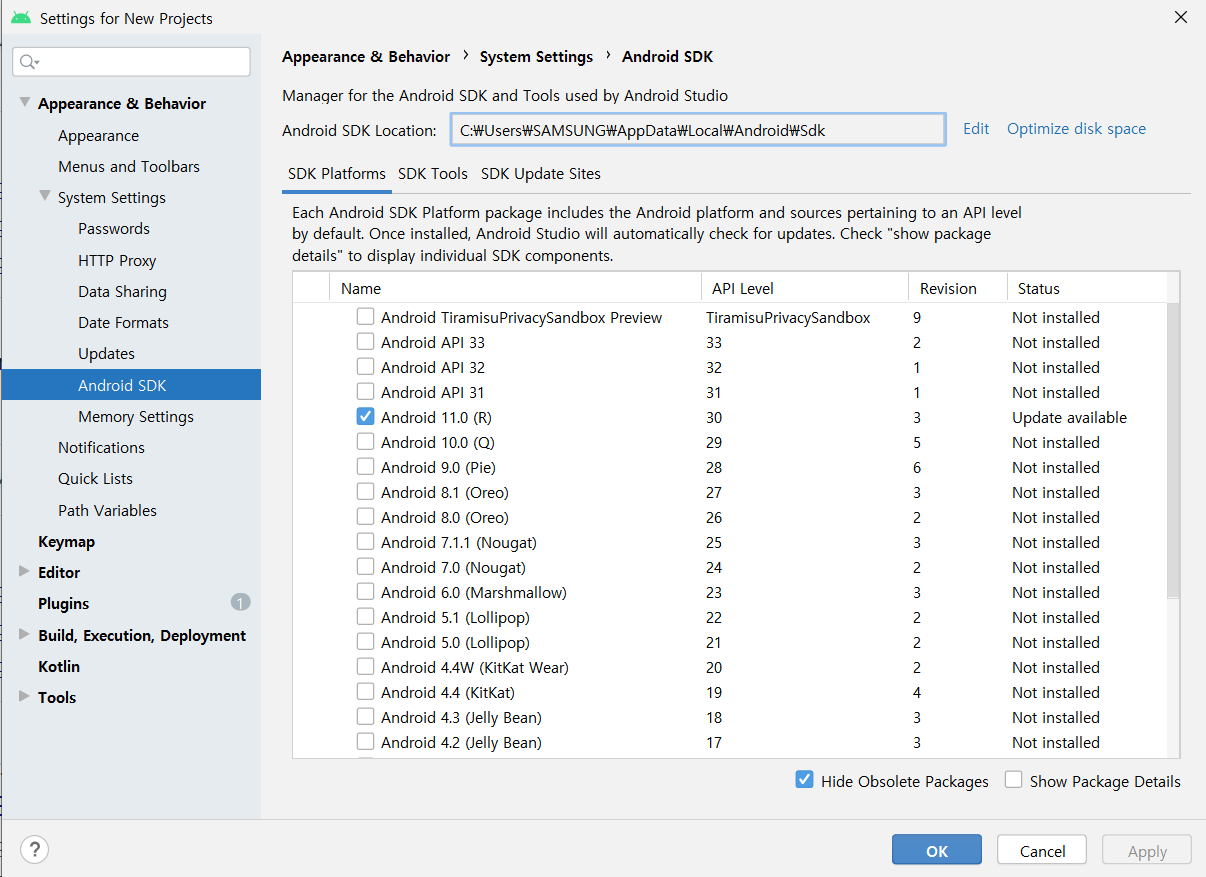 Settings for New Projects
Appearance & Behavior
Appearance
Menus and Toolbars
System Settings
Passwords
HTTP Proxy
Data Sharing
Date Formats
Updates
Android SDK
Memory Settings
Notifications
Quick Lists
Path Variables
Keymap
Editor
Plugins 1
Build, Execution, Deployment
Kotlin
Tools
Appearance & Behavior › System Settings › Android SDK
Manager for the Android SDK and Tools used by Android Studio
Android SDK Location: C:₩Users₩SAMSUNG₩AppData₩Local₩Android₩Sdk Edit Optimize disk space
SDK Platforms SDK Tools SDK Update Sites
Each Android SDK Platform package includes the Android platform and sources pertaining to an API level
by default. Once installed, Android Studio will automatically check for updates. Check "show package
details" to display individual SDK components.
Name API Level Revision Status
Android TiramisuPrivacySandbox Preview TiramisuPrivacySandbox 9 Not installed
Android API 33 33 2 Not installed
Android API 32 32 1 Not installed
Android API 31 31 1 Not installed
Android 11.0 (R) 30 3 Update available
Android 10.0 (Q) 29 5 Not installed
Android 9.0 (Pie) 28 6 Not installed
Android 8.1 (Oreo) 27 3 Not installed
Android 8.0 (Oreo) 26 2 Not installed
Android 7.1.1 (Nougat) 25 3 Not installed
Android 7.0 (Nougat) 24 2 Not installed
Android 6.0 (Marshmallow) 23 3 Not installed
Android 5.1 (Lollipop) 22 2 Not installed
Android 5.0 (Lollipop) 21 2 Not installed
Android 4.4W (KitKat Wear) 20 2 Not installed
Android 4.4 (KitKat) 19 4 Not installed
Android 4.3 (Jelly Bean) 18 3 Not installed
Android 4.2 (Jelly Bean) 17 3 Not installed
Hide Obsolete Packages Show Package Details
? OK Cancel Apply